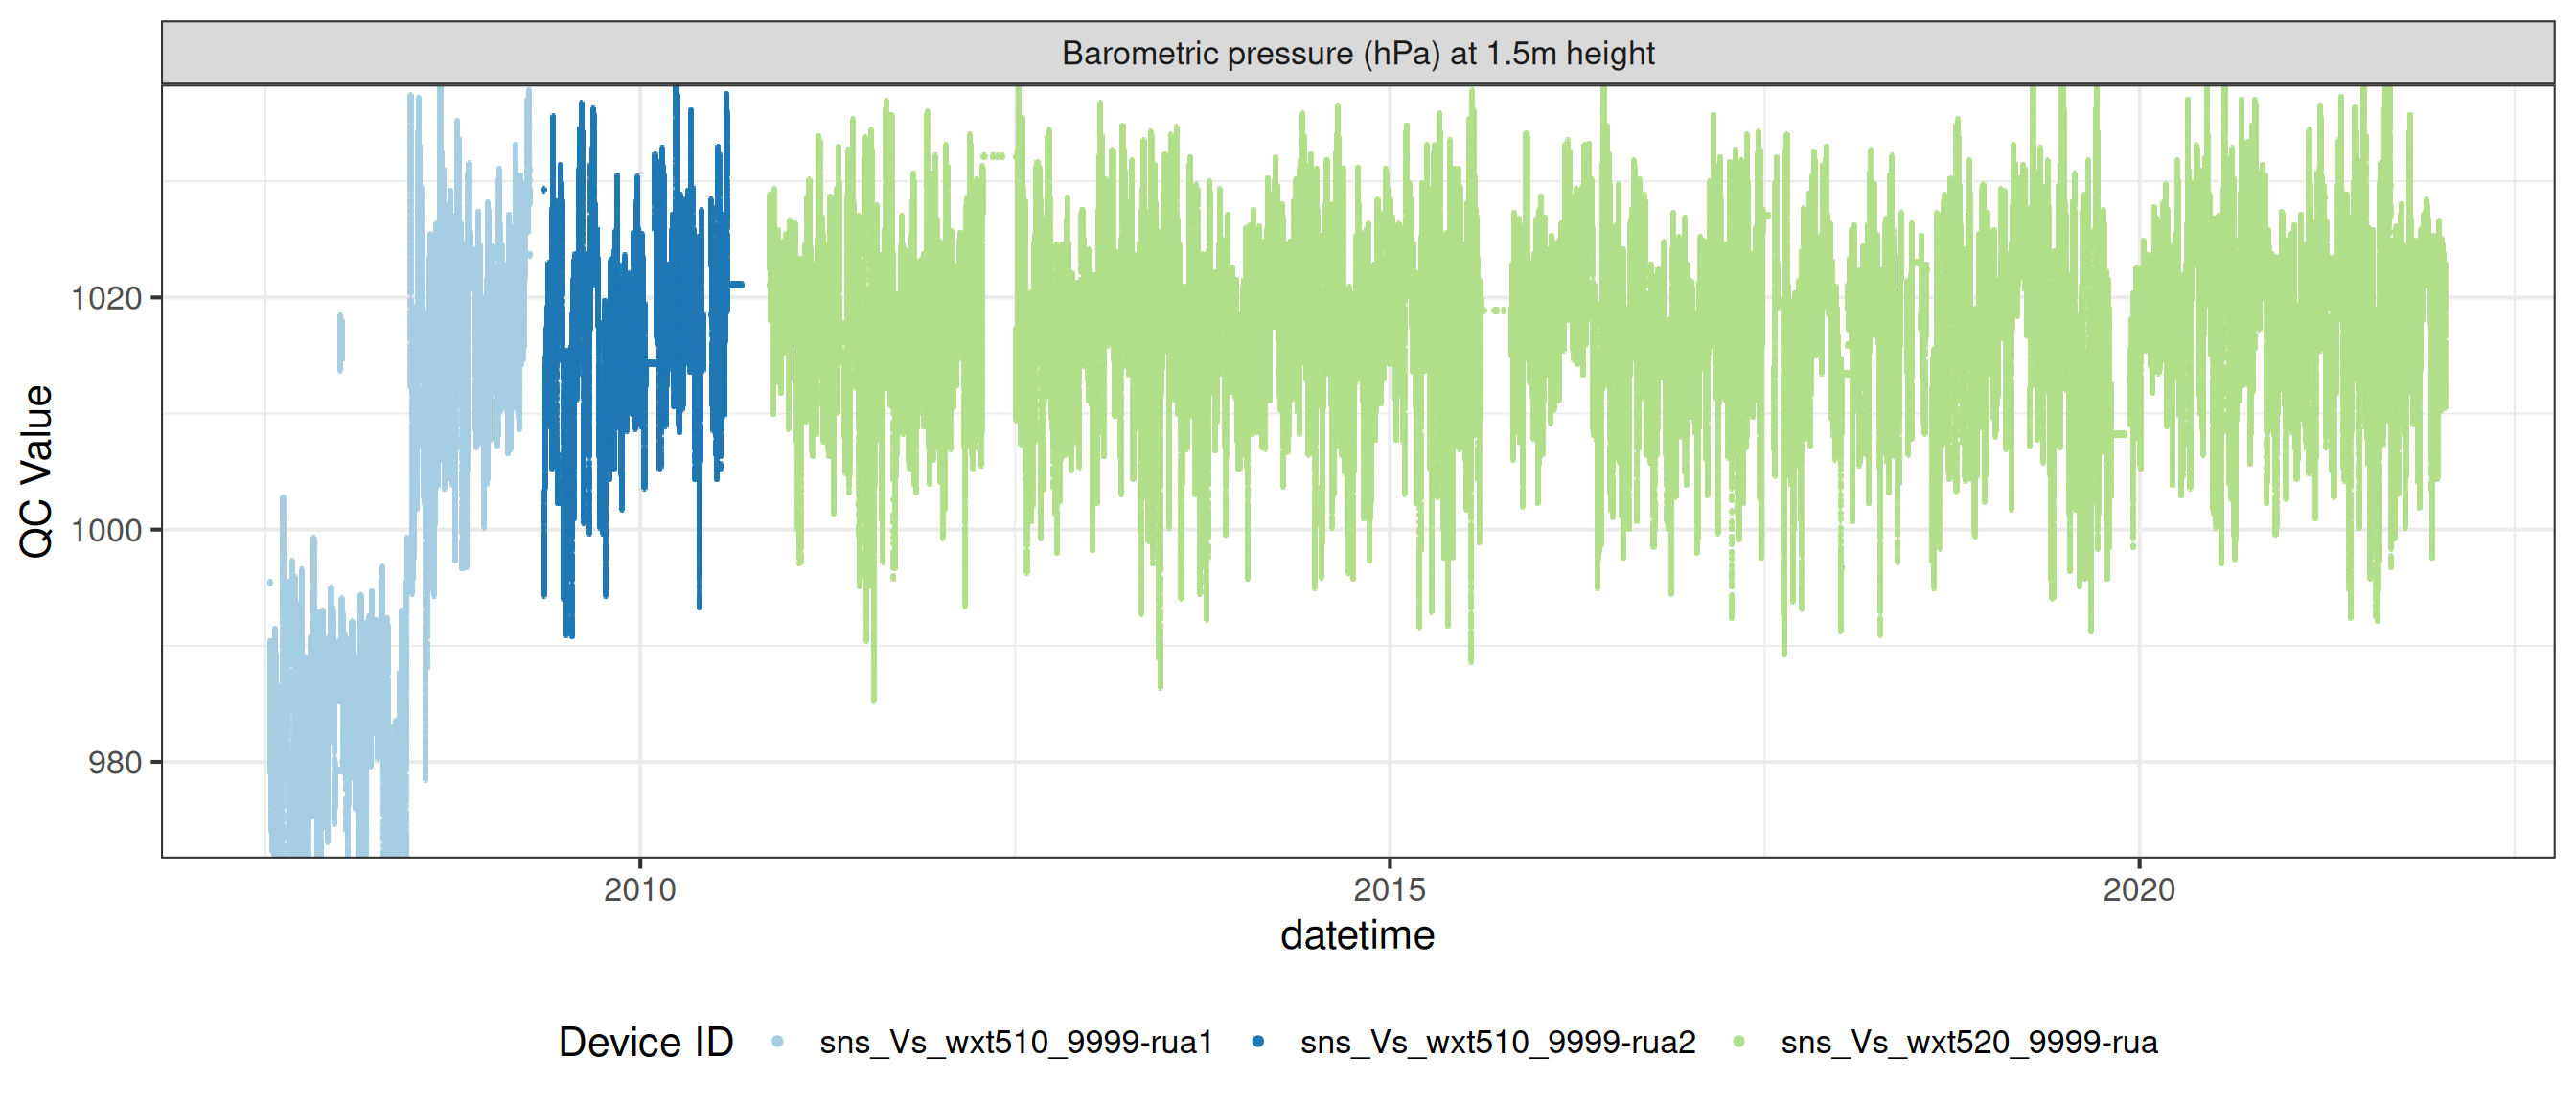 Barometric pressure (hPa) at 1.5m height
QC Value
1020
1000
980
2010 2015 2020
datetime
Device ID sns_Vs_wxt510_9999-rua1 sns_Vs_wxt510_9999-rua2 sns_Vs_wxt520_9999-rua